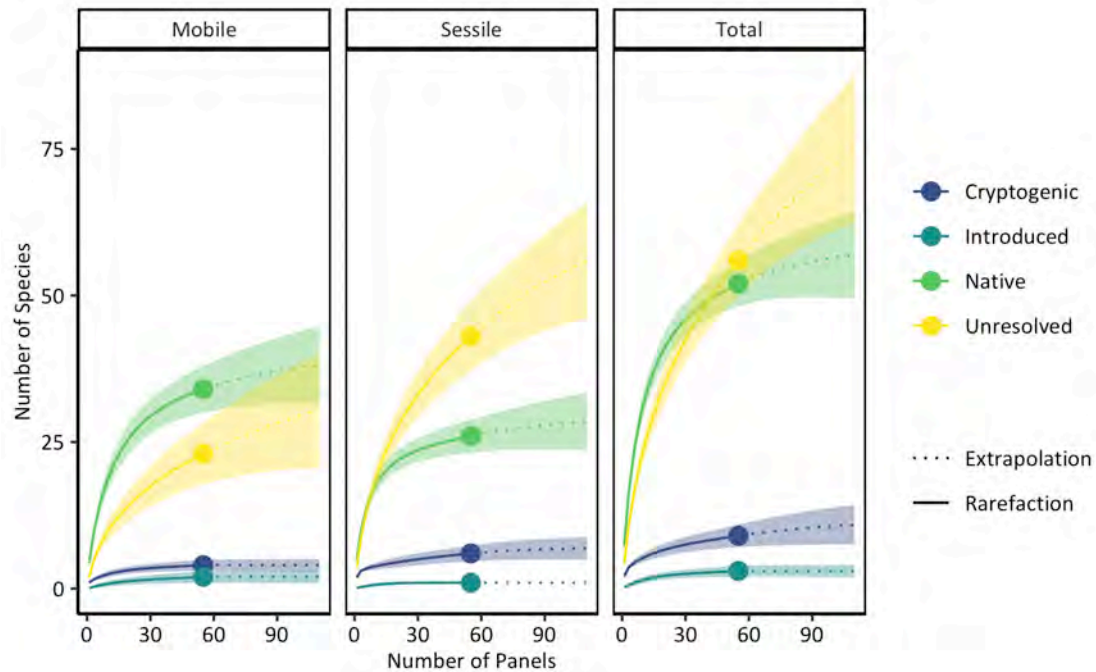 Mobile
Sessile
Total
Number of Species
75
50
25
0
0 30 60 90
0 30 60 90
0 30 60 90
Number of Panels
Cryptogenic
Introduced
Native
Unresolved
Extrapolation
Rarefaction